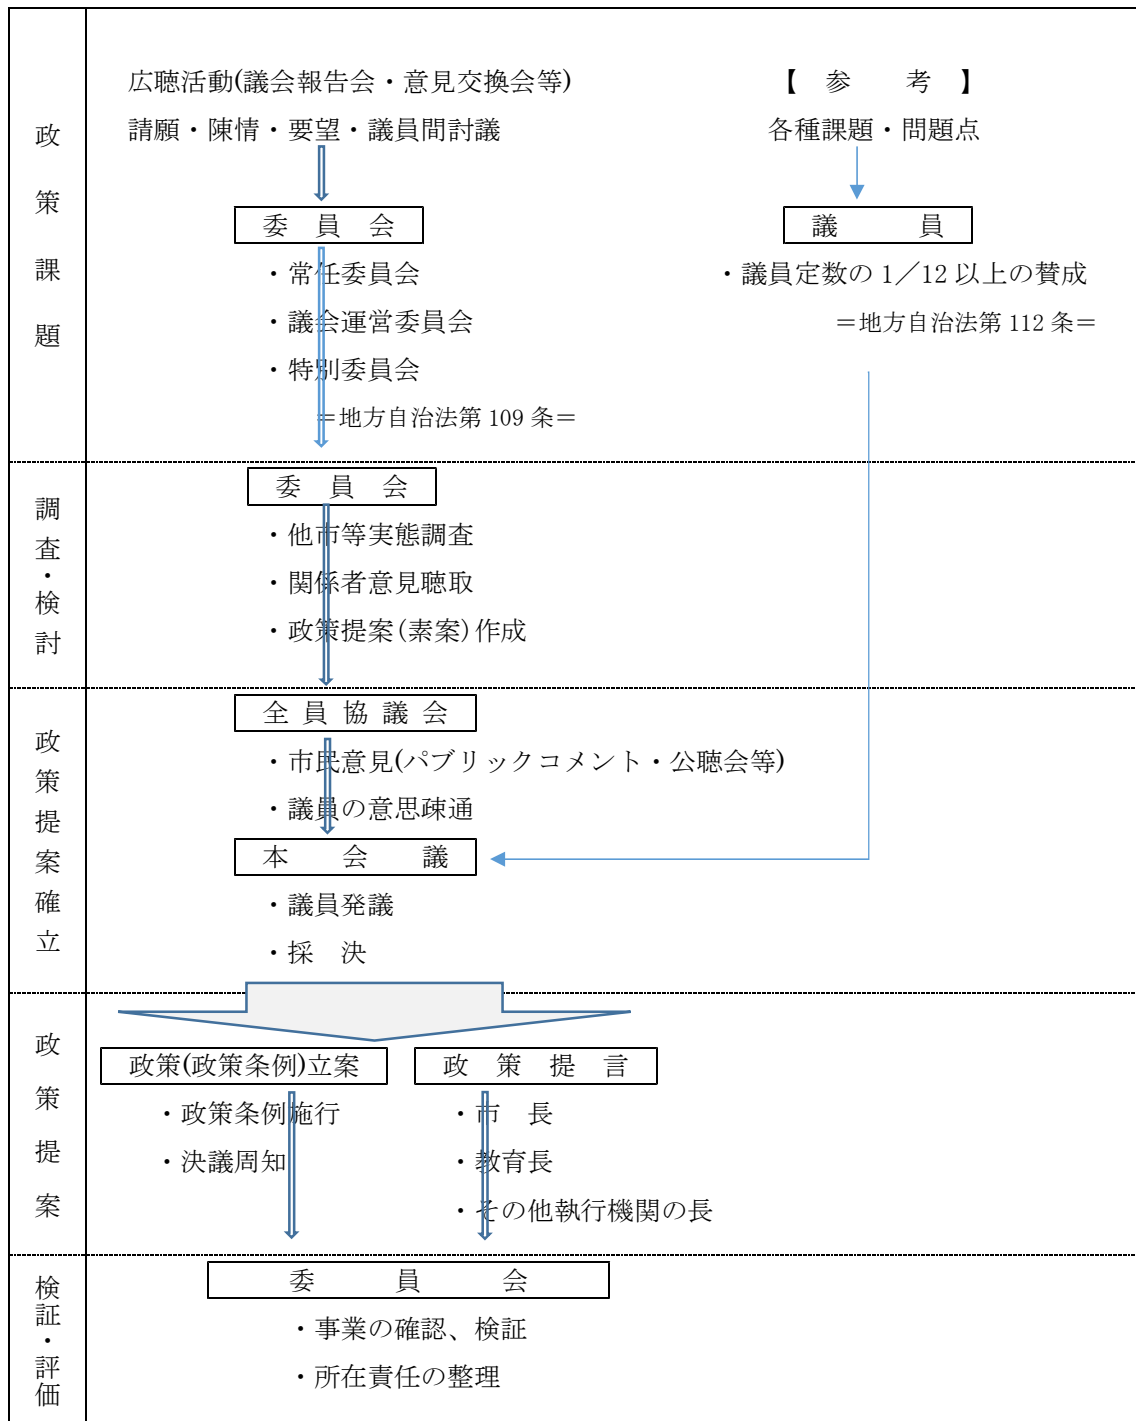 政策課題
広聴活動(議会報告会・意見交換会等)
請願・陳情・要望・議員間討議
委 員 会
・常任委員会
・議会運営委員会
・特別委員会
＝地方自治法第 109 条＝
【 参 考 】
各種課題・問題点
議 員
・議員定数の 1／12 以上の賛成
＝地方自治法第 112 条＝
調査・検討
委 員 会
・他市等実態調査
・関係者意見聴取
・政策提案(素案)作成
政策提案確立
全 員 協 議 会
・市民意見(パブリックコメント・公聴会等)
・議員の意思疎通
本 会 議
・議員発議
・採 決
政策提案
政策(政策条例)立案
・政策条例施行
・決議周知
政 策 提 言
・市 長
・教育長
・その他執行機関の長
検証・評価
委 員 会
・事業の確認、検証
・所在責任の整理